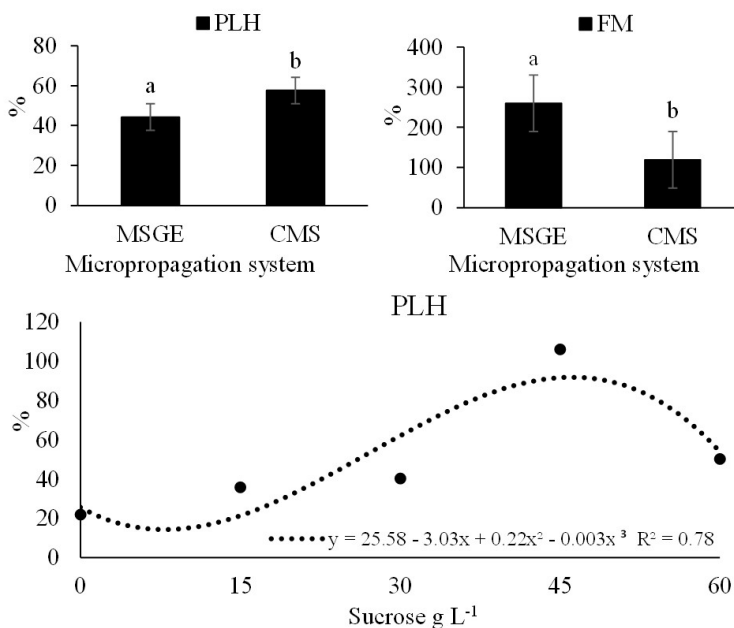 PLH
80
60
40
20
0
%
a
b
MSGE CMS
Micropropagation system
FM
400
300
200
100
0
%
a
b
MSGE CMS
Micropropagation system
PLH
120
100
80
60
40
20
0
%
y = 25.58 - 3.03x + 0.22x² - 0.003x³ R² = 0.78
0 15 30 45 60
Sucrose g L⁻¹